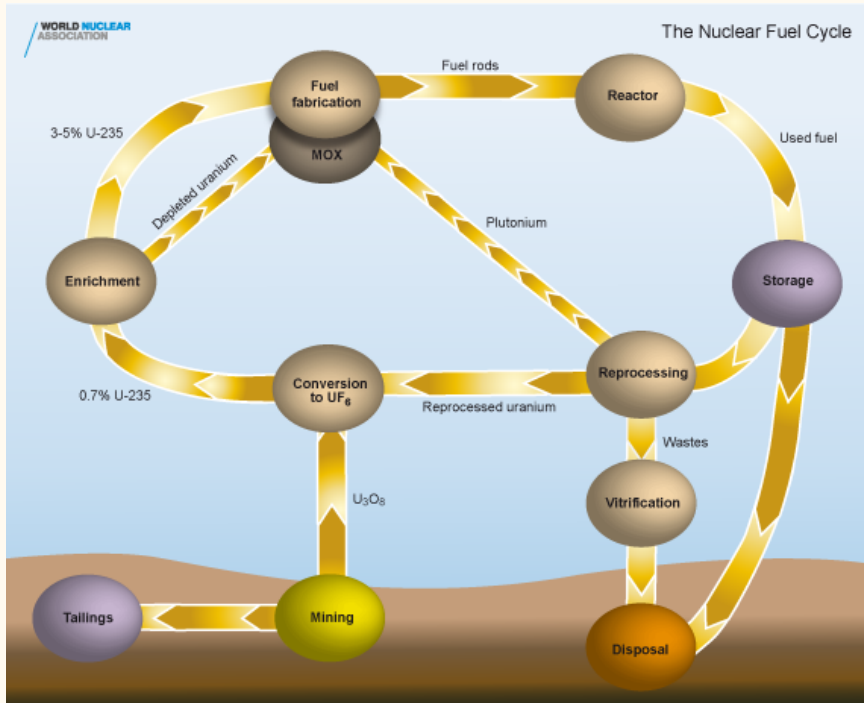 WORLD NUCLEAR
ASSOCIATION
The Nuclear Fuel Cycle
Fuel
fabrication
MOX
Fuel rods
Reactor
3-5% U-235
Depleted uranium
Used fuel
Plutonium
Enrichment
Storage
0.7% U-235
Conversion
to UF₆
Reprocessed uranium
Reprocessing
Wastes
U₃O₈
Vitrification
Tailings
Mining
Disposal